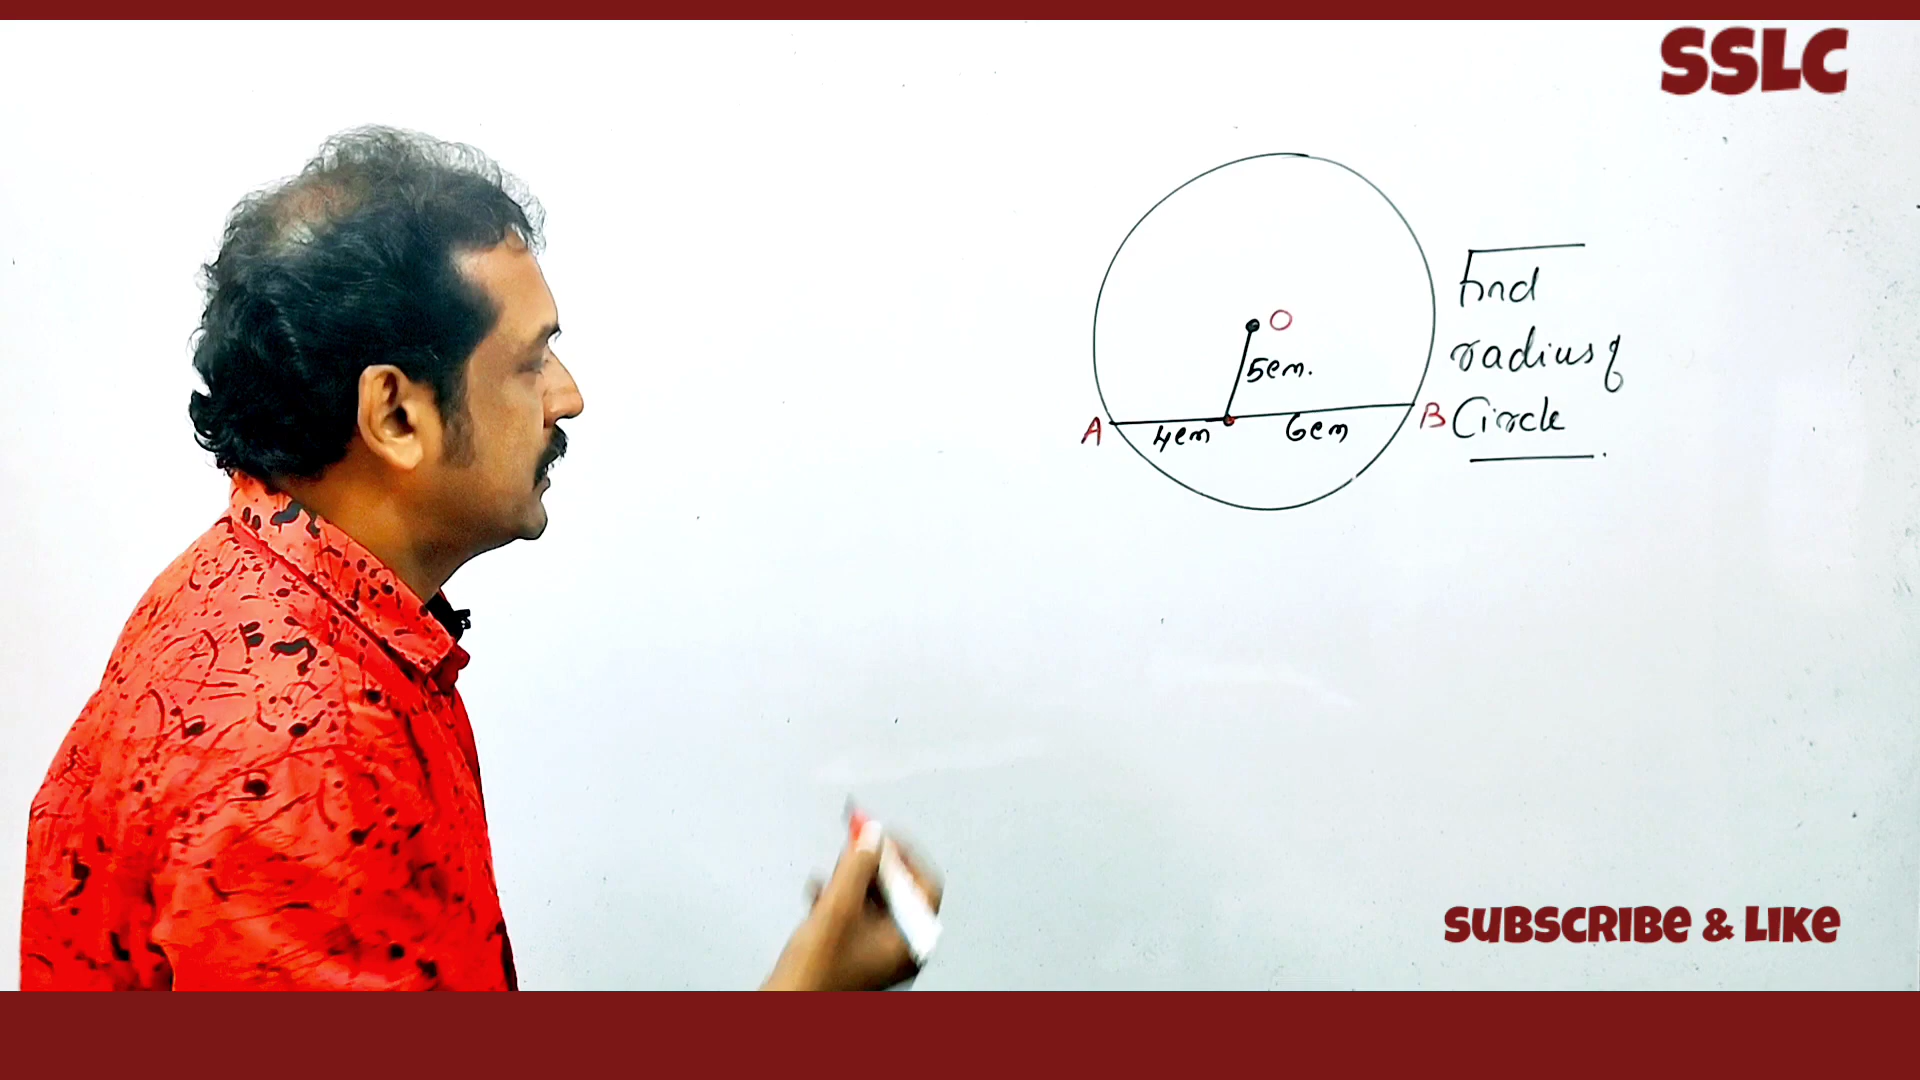 SSLC
O
5cm.
A
4cm
6cm
B
Find
radius of
Circle
SUBSCRIBE & LIKE